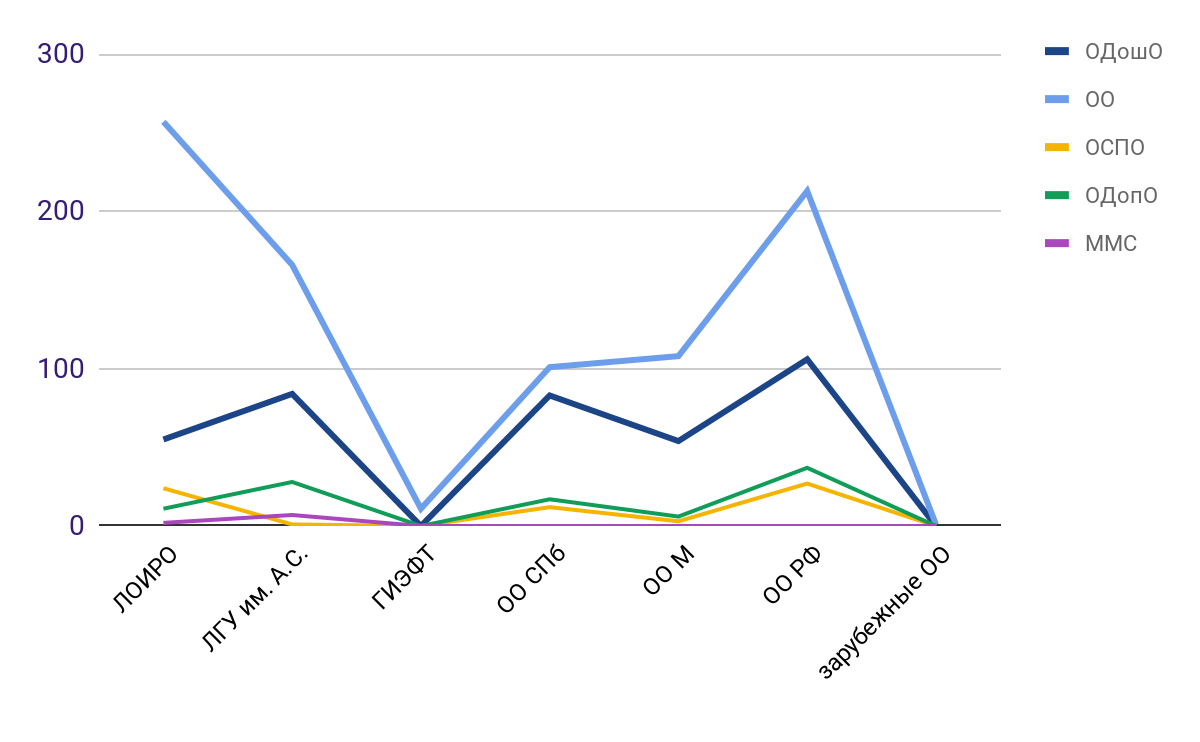 300
200
100
0
ЛОИРО
ЛГУ им. А.С.
ГИЭФТ
ОО СПб
ОО М
ОО РФ
зарубежные ОО
ОДошО
ОО
ОСПО
ОДопО
ММС